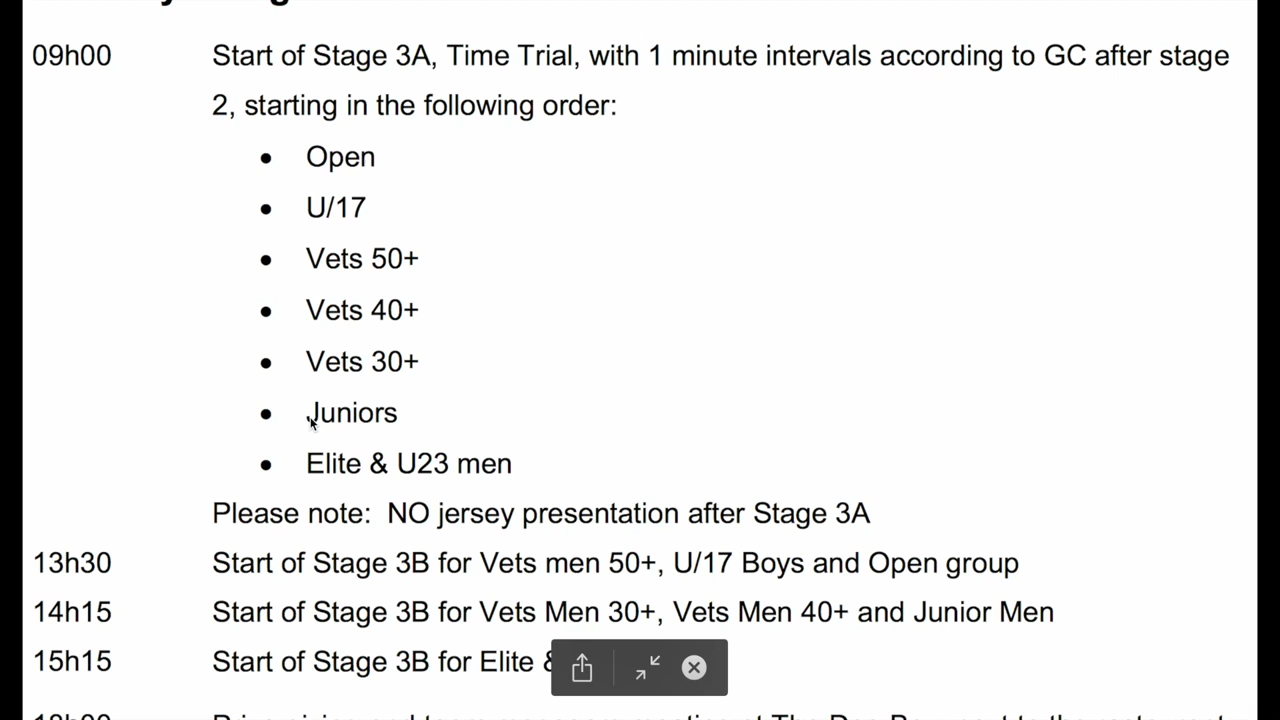 09h00 Start of Stage 3A, Time Trial, with 1 minute intervals according to GC after stage
2, starting in the following order:
• Open
• U/17
• Vets 50+
• Vets 40+
• Vets 30+
• Juniors
• Elite & U23 men
Please note: NO jersey presentation after Stage 3A
13h30 Start of Stage 3B for Vets men 50+, U/17 Boys and Open group
14h15 Start of Stage 3B for Vets Men 30+, Vets Men 40+ and Junior Men
15h15 Start of Stage 3B for Elite &